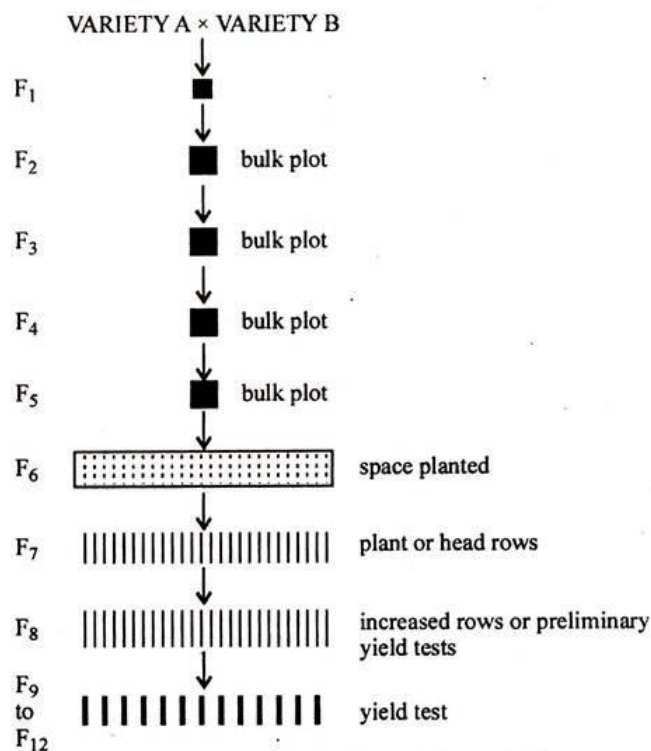 VARIETY A × VARIETY B
F₁
F₂ bulk plot
F₃ bulk plot
F₄ bulk plot
F₅ bulk plot
F₆ space planted
F₇ plant or head rows
F₈ increased rows or preliminary
yield tests
F₉
to yield test
F₁₂